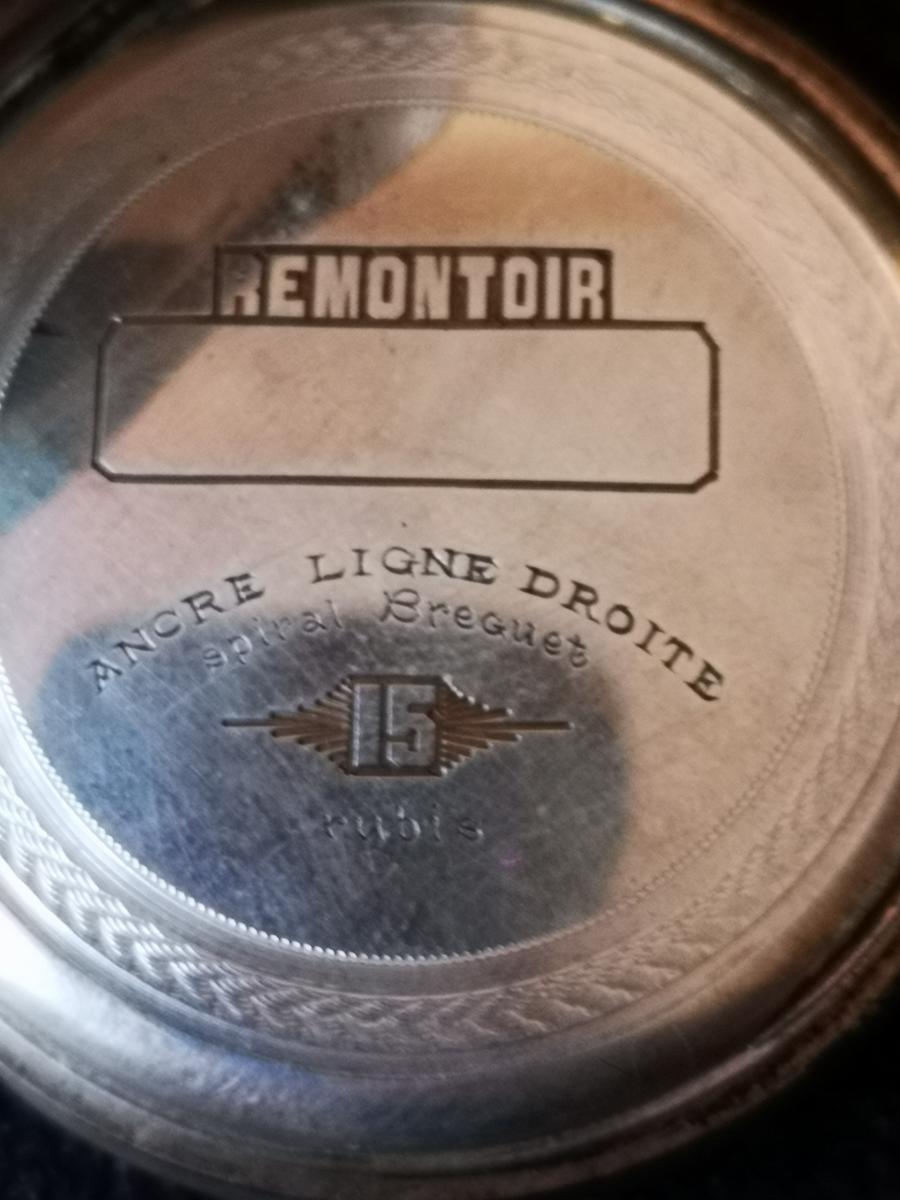 REMONTOIR
ANCRE LIGNE DROITE
spiral Breguet
15
rubis